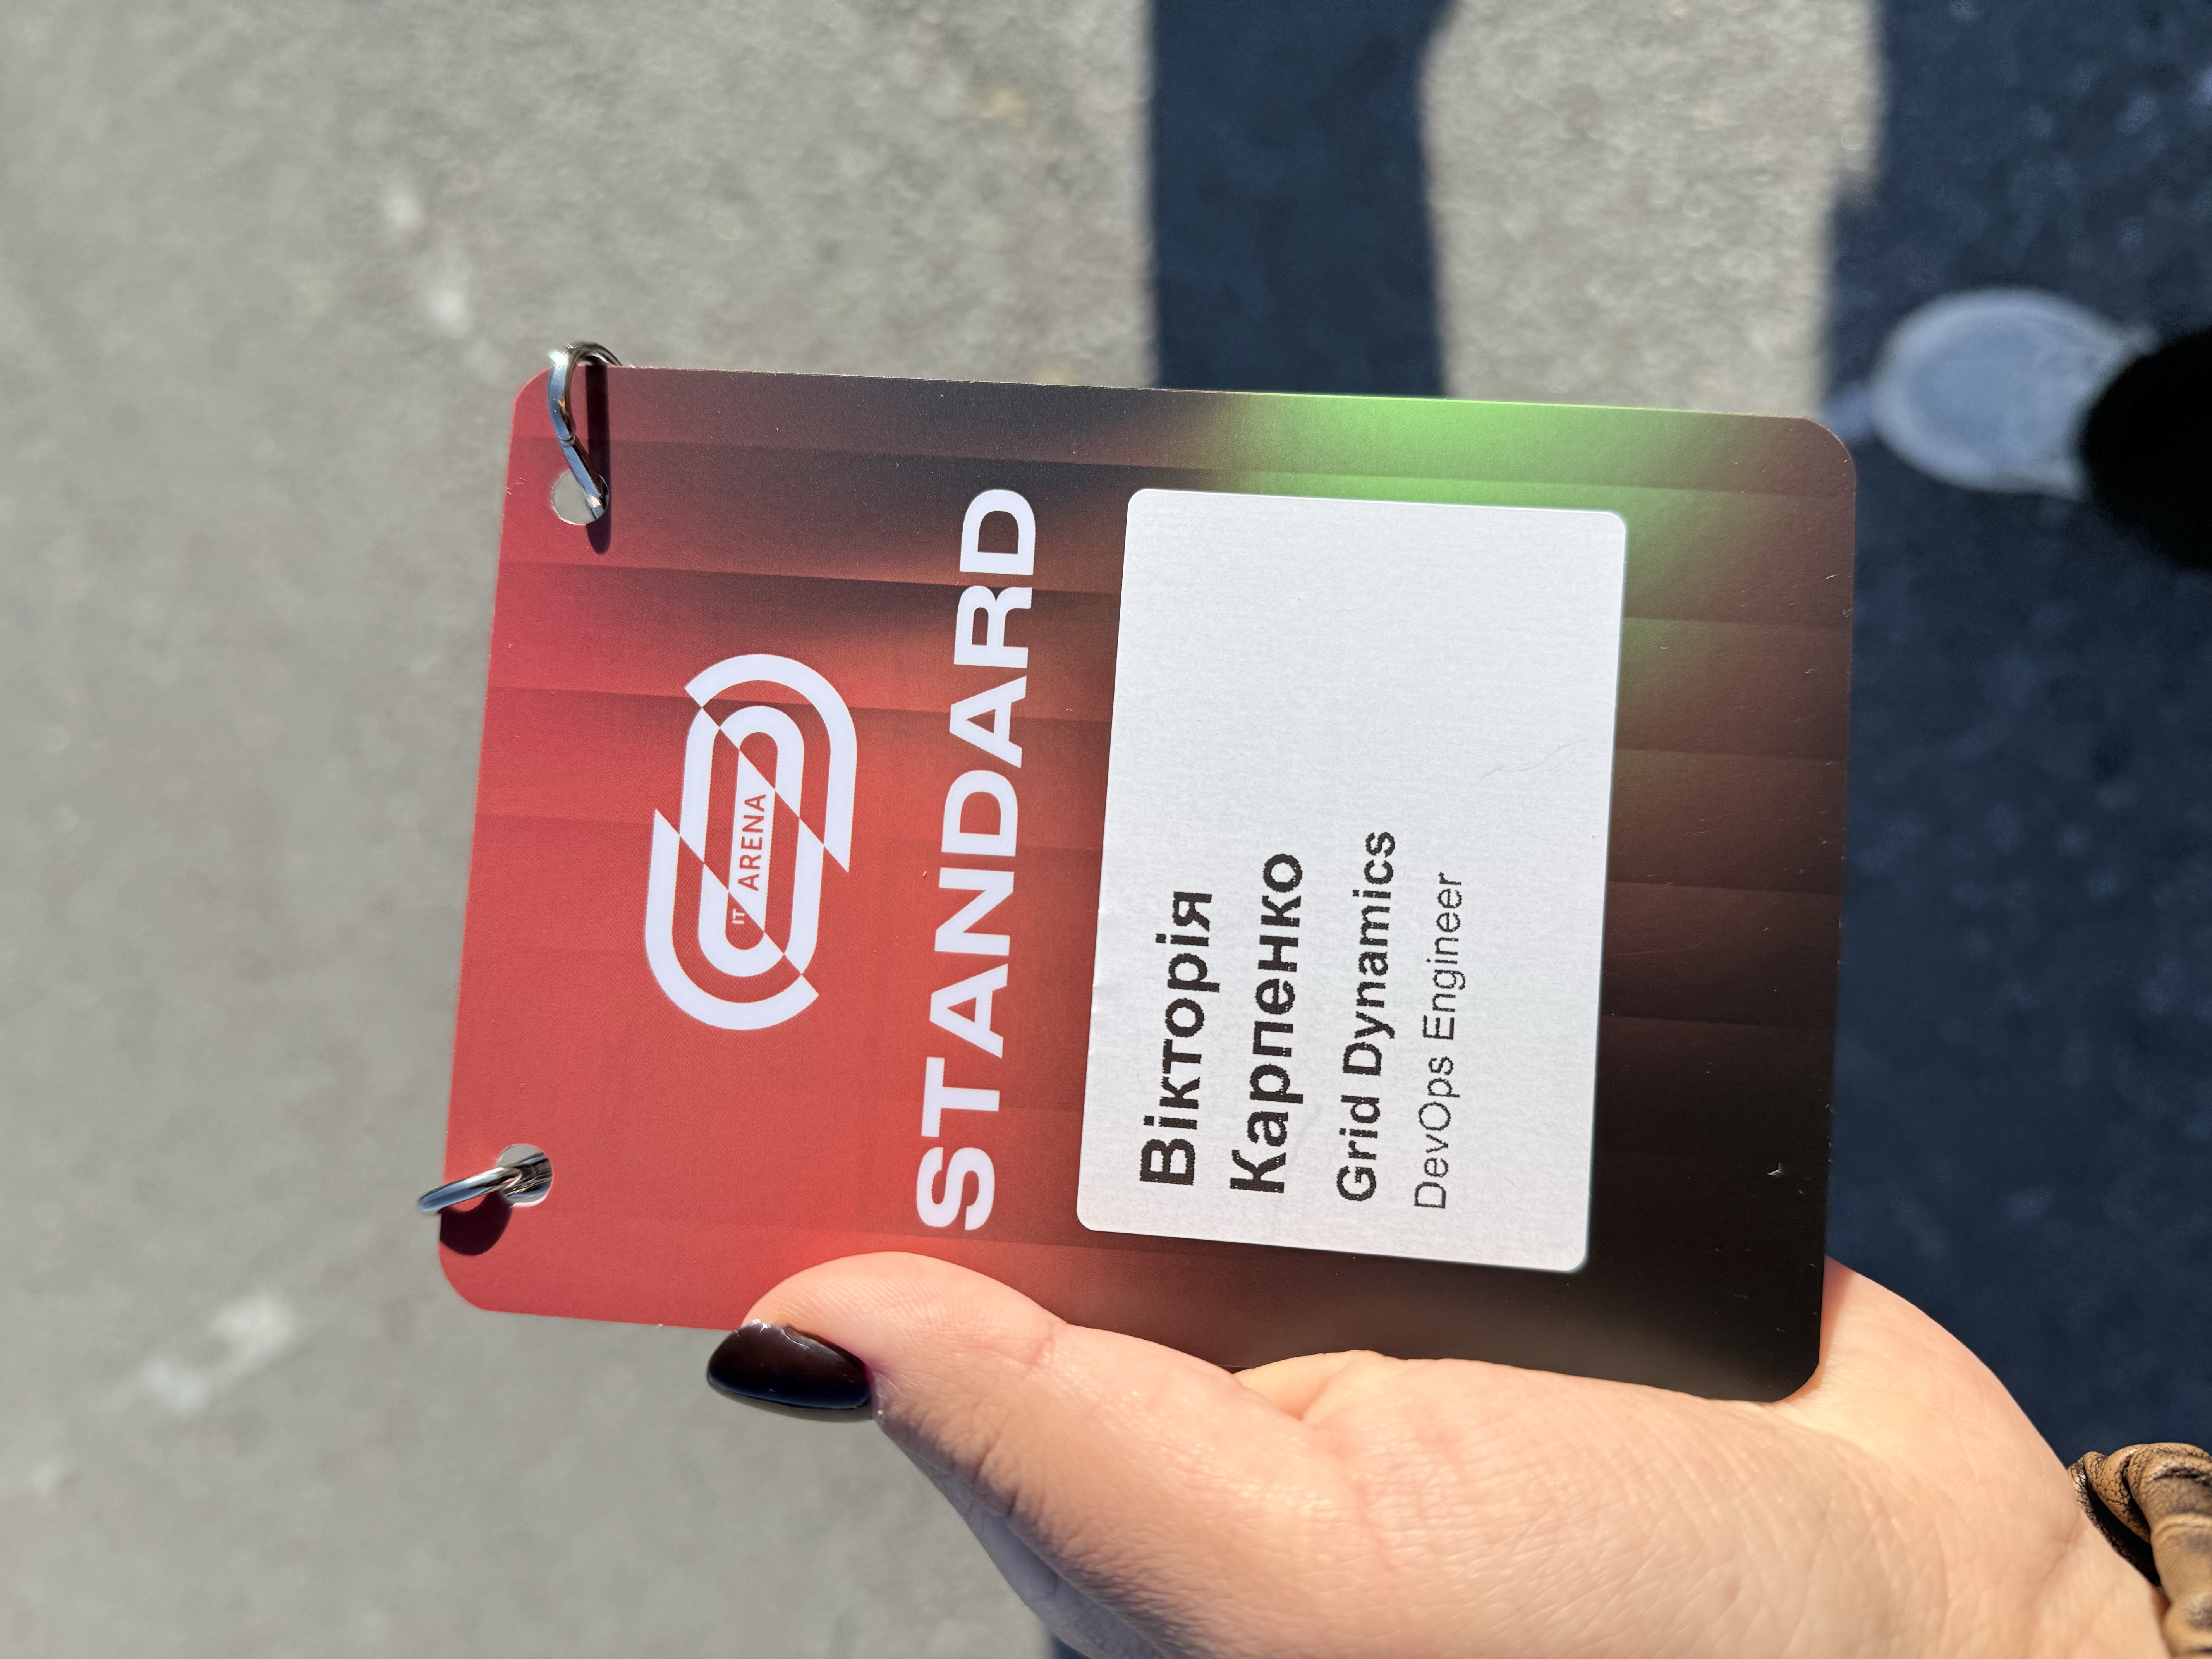 IT ARENA
STANDARD
Вікторія
Карпенко
Grid Dynamics
DevOps Engineer